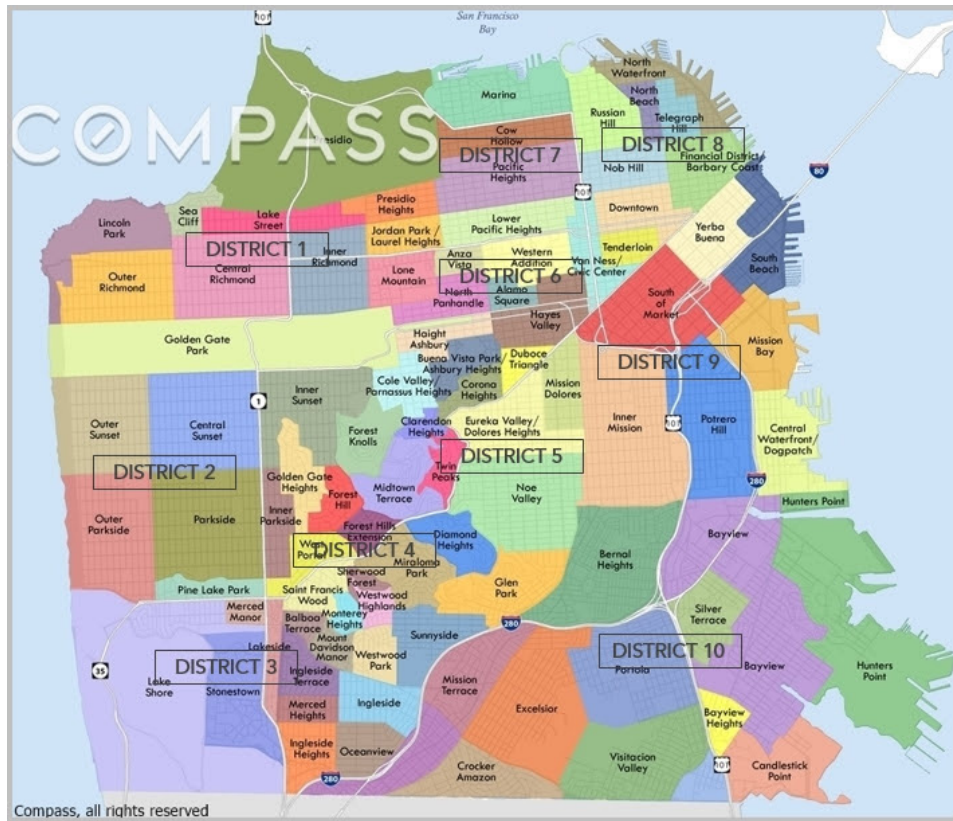 101
San Francisco
Bay
North
Waterfront
Marina
North
Beach
Russian
Hill
Telegraph
Hill
COMPASS
Presidio
Cow
Hollow
DISTRICT 7
DISTRICT 8
Pacific
Heights
Nob Hill
Financial District/
Barbary Coast
80
101
Presidio
Heights
Downtown
Sea
Cliff
Lake
Street
Lincoln
Park
Lower
Pacific Heights
Yerba
Buena
Jordan Park /
Laurel Heights
DISTRICT 1
Inner
Richmond
Anza
Vista
Western
Addition
Tenderloin
Van Ness/
Civic Center
South
Beach
Outer
Richmond
Central
Richmond
Lone
Mountain
DISTRICT 6
North
Panhandle
Alamo
Square
South
of
Market
Hayes
Valley
Golden Gate
Park
Haight
Ashbury
Mission
Bay
Buena Vista Park/
Ashbury Heights
Duboce
Triangle
DISTRICT 9
Cole Valley/
Parnassus Heights
Corona
Heights
Mission
Dolores
Inner
Sunset
1
Outer
Sunset
Central
Sunset
Forest
Knolls
Clarendon
Heights
Eureka Valley/
Dolores Heights
Inner
Mission
101
Potrero
Hill
Central
Waterfront/
Dogpatch
DISTRICT 2
DISTRICT 5
Twin
Peaks
Golden Gate
Heights
Midtown
Terrace
Noe
Valley
280
Hunters Point
Forest
Hill
Outer
Parkside
Parkside
Inner
Parkside
Forest Hills
Extension
Diamond
Heights
Bayview
West
Portal
DISTRICT 4
Miraloma
Park
Bernal
Heights
Sherwood
Forest
Pine Lake Park
Saint Francis
Wood
Glen
Park
Westwood
Highlands
Merced
Manor
Balboa
Terrace
Monterey
Heights
Silver
Terrace
280
Mount
Davidson
Manor
Sunnyside
Lakeside
Westwood
Park
DISTRICT 10
35
DISTRICT 3
Lake
Shore
Stonestown
Ingleside
Terrace
Mission
Terrace
Portola
Bayview
Hunters
Point
Merced
Heights
Ingleside
Excelsior
Bayview
Heights
Ingleside
Heights
Oceanview
Visitacion
Valley
101
Crocker
Amazon
Candlestick
Point
280
Compass, all rights reserved